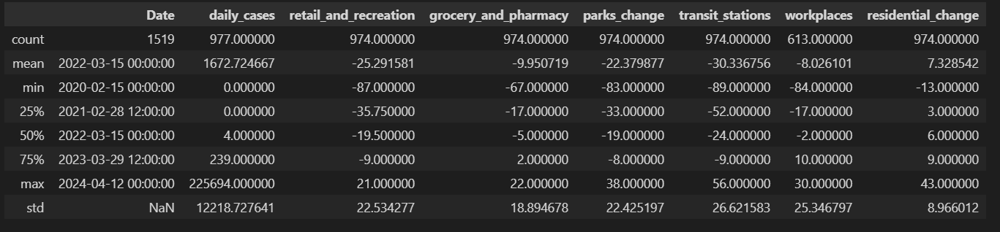 Date daily_cases retail_and_recreation grocery_and_pharmacy parks_change transit_stations workplaces residential_change
count 1519 977.000000 974.000000 974.000000 974.000000 974.000000 613.000000 974.000000
mean 2022-03-15 00:00:00 1672.724667 -25.291581 -9.950719 -22.379877 -30.336756 -8.026101 7.328542
min 2020-02-15 00:00:00 0.000000 -87.000000 -67.000000 -83.000000 -89.000000 -84.000000 -13.000000
25% 2021-02-28 12:00:00 0.000000 -35.750000 -17.000000 -33.000000 -52.000000 -17.000000 3.000000
50% 2022-03-15 00:00:00 4.000000 -19.500000 -5.000000 -19.000000 -24.000000 -2.000000 6.000000
75% 2023-03-29 12:00:00 239.000000 -9.000000 2.000000 -8.000000 -9.000000 10.000000 9.000000
max 2024-04-12 00:00:00 225694.000000 21.000000 22.000000 38.000000 56.000000 30.000000 43.000000
std NaN 12218.727641 22.534277 18.894678 22.425197 26.621583 25.346797 8.966012